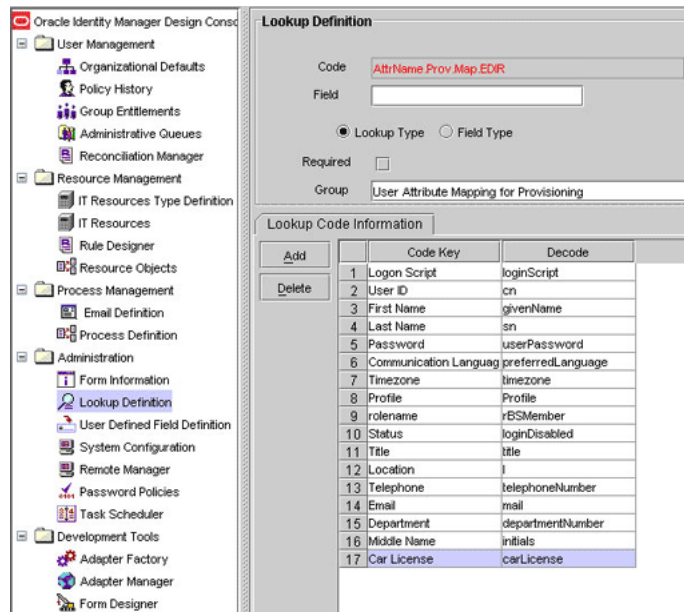 Oracle Identity Manager Design Conso
User Management
Organizational Defaults
Policy History
Group Entitlements
Administrative Queues
Reconciliation Manager
Resource Management
IT Resources Type Definition
IT Resources
Rule Designer
Resource Objects
Process Management
Email Definition
Process Definition
Administration
Form Information
Lookup Definition
User Defined Field Definition
System Configuration
Remote Manager
Password Policies
Task Scheduler
Development Tools
Adapter Factory
Adapter Manager
Form Designer
Lookup Definition
Code AttrName.Prov.Map.EDIR
Field
Lookup Type Field Type
Required
Group User Attribute Mapping for Provisioning
Lookup Code Information
Add
Delete
Code Key Decode
1 Logon Script loginScript
2 User ID cn
3 First Name givenName
4 Last Name sn
5 Password userPassword
6 Communication Languag preferredLanguage
7 Timezone timezone
8 Profile Profile
9 rolename rBSMember
10 Status loginDisabled
11 Title title
12 Location l
13 Telephone telephoneNumber
14 Email mail
15 Department departmentNumber
16 Middle Name initials
17 Car License carLicense